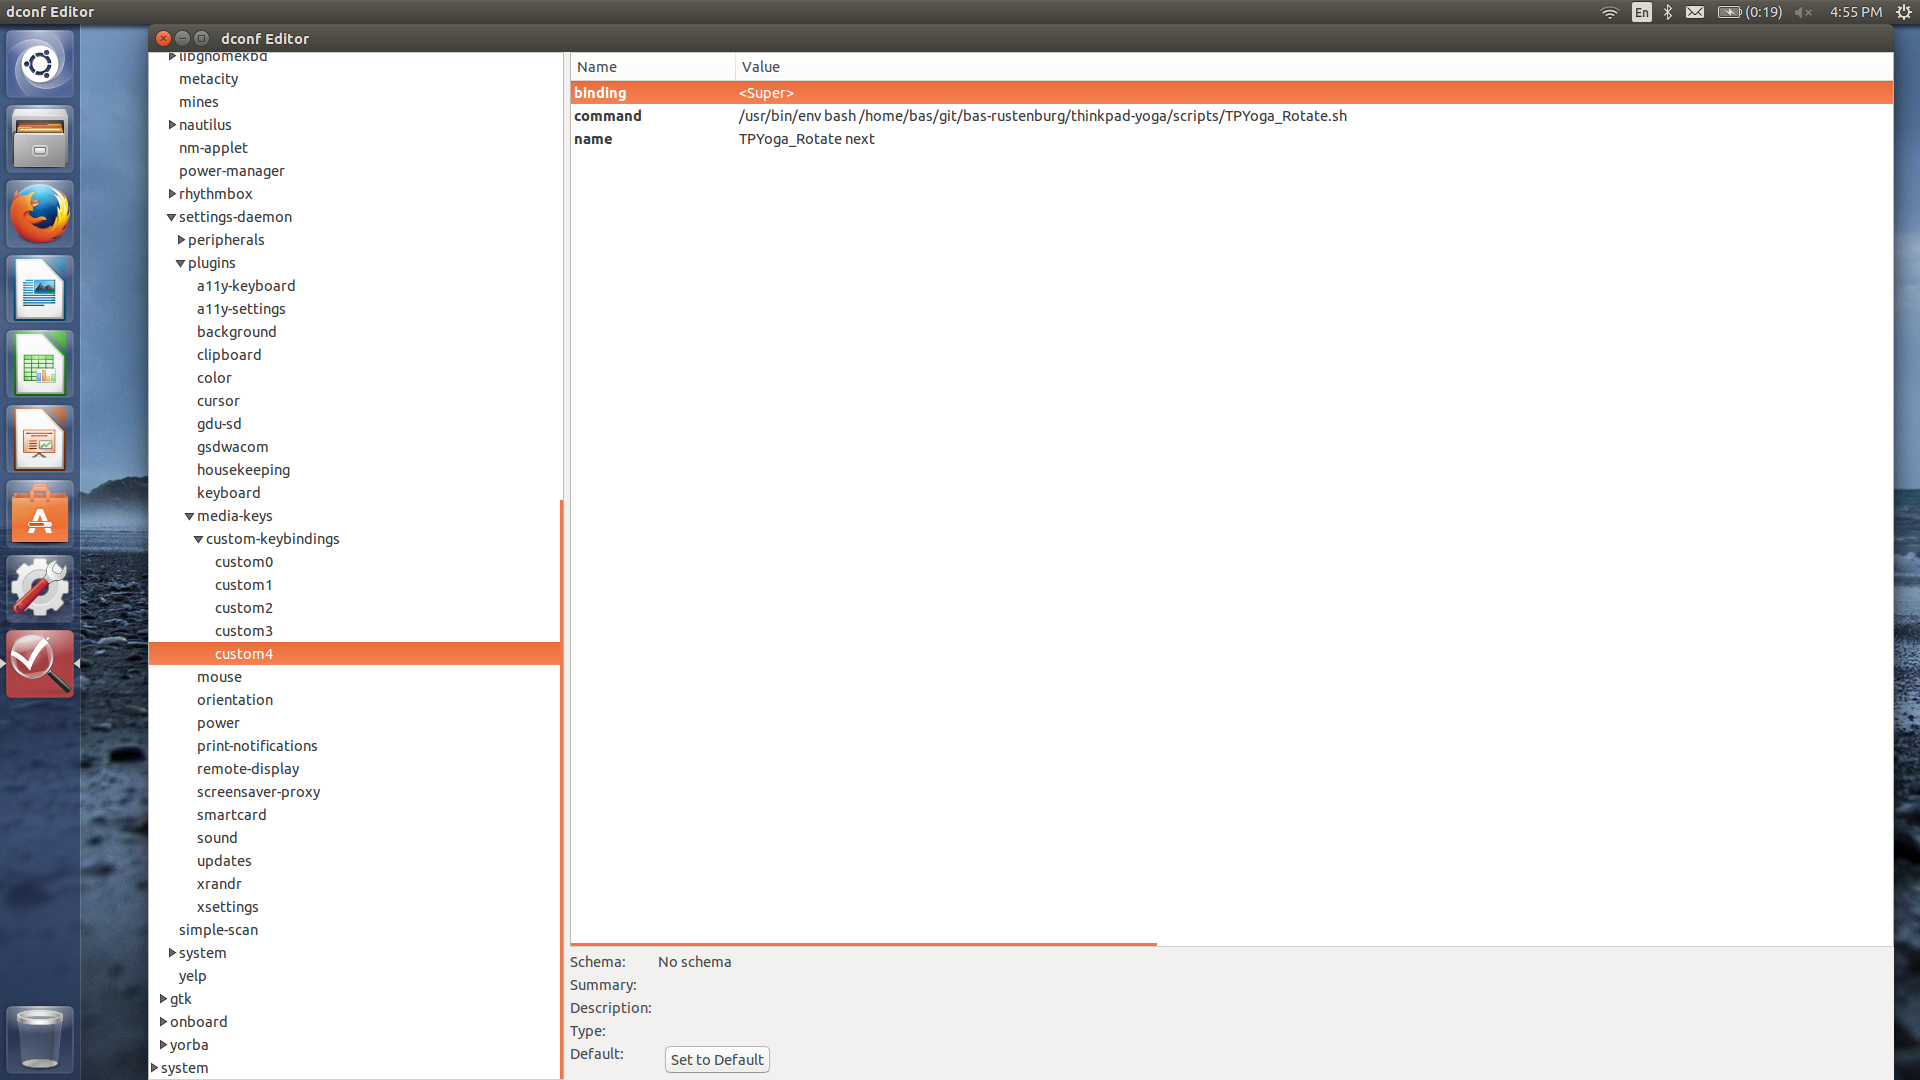 dconf Editor
En
(0:19)
4:55 PM
dconf Editor
libgnomekbd
metacity
mines
nautilus
nm-applet
power-manager
rhythmbox
settings-daemon
peripherals
plugins
a11y-keyboard
a11y-settings
background
clipboard
color
cursor
gdu-sd
gsdwacom
housekeeping
keyboard
media-keys
custom-keybindings
custom0
custom1
custom2
custom3
custom4
mouse
orientation
power
print-notifications
remote-display
screensaver-proxy
smartcard
sound
updates
xrandr
xsettings
simple-scan
system
yelp
gtk
onboard
yorba
system
Name Value
binding <Super>
command /usr/bin/env bash /home/bas/git/bas-rustenburg/thinkpad-yoga/scripts/TPYoga_Rotate.sh
name TPYoga_Rotate next
Schema: No schema
Summary:
Description:
Type:
Default:
Set to Default